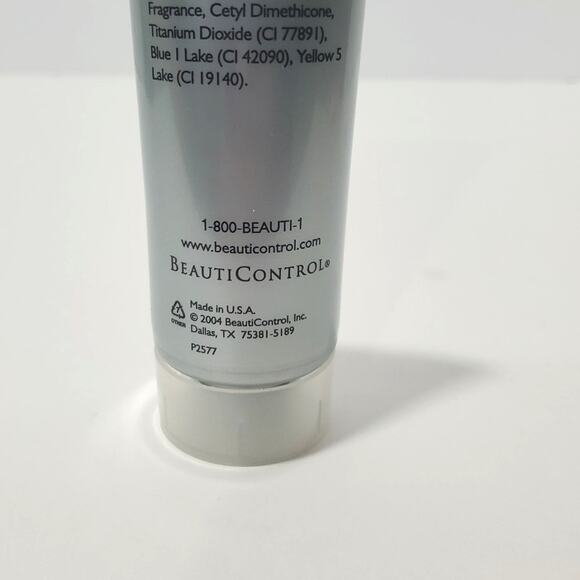 Fragrance, Cetyl Dimethicone,
Titanium Dioxide (CI 77891),
Blue 1 Lake (CI 42090), Yellow 5
Lake (CI 19140).
1-800-BEAUTI-1
www.beauticontrol.com
BEAUTICONTROL®
Made in U.S.A.
© 2004 BeautiControl, Inc.
OTHER
Dallas, TX 75381-5189
P2577